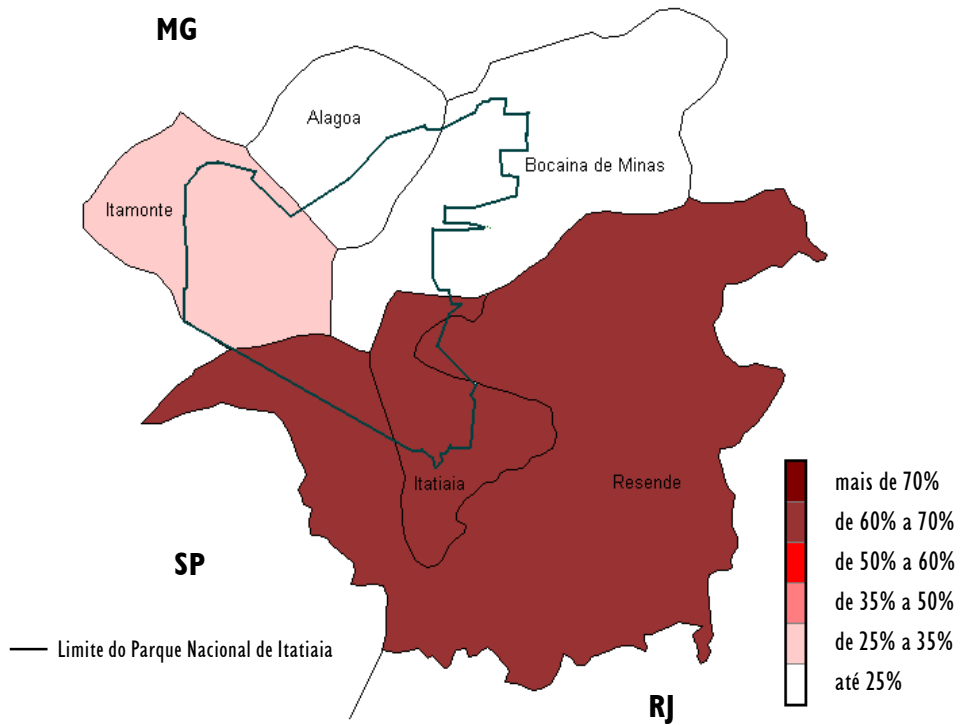 MG
Alagoa
Bocaina de Minas
Itamonte
Itatiaia
Resende
SP
RJ
mais de 70%
de 60% a 70%
de 50% a 60%
de 35% a 50%
de 25% a 35%
até 25%
Limite do Parque Nacional de Itatiaia